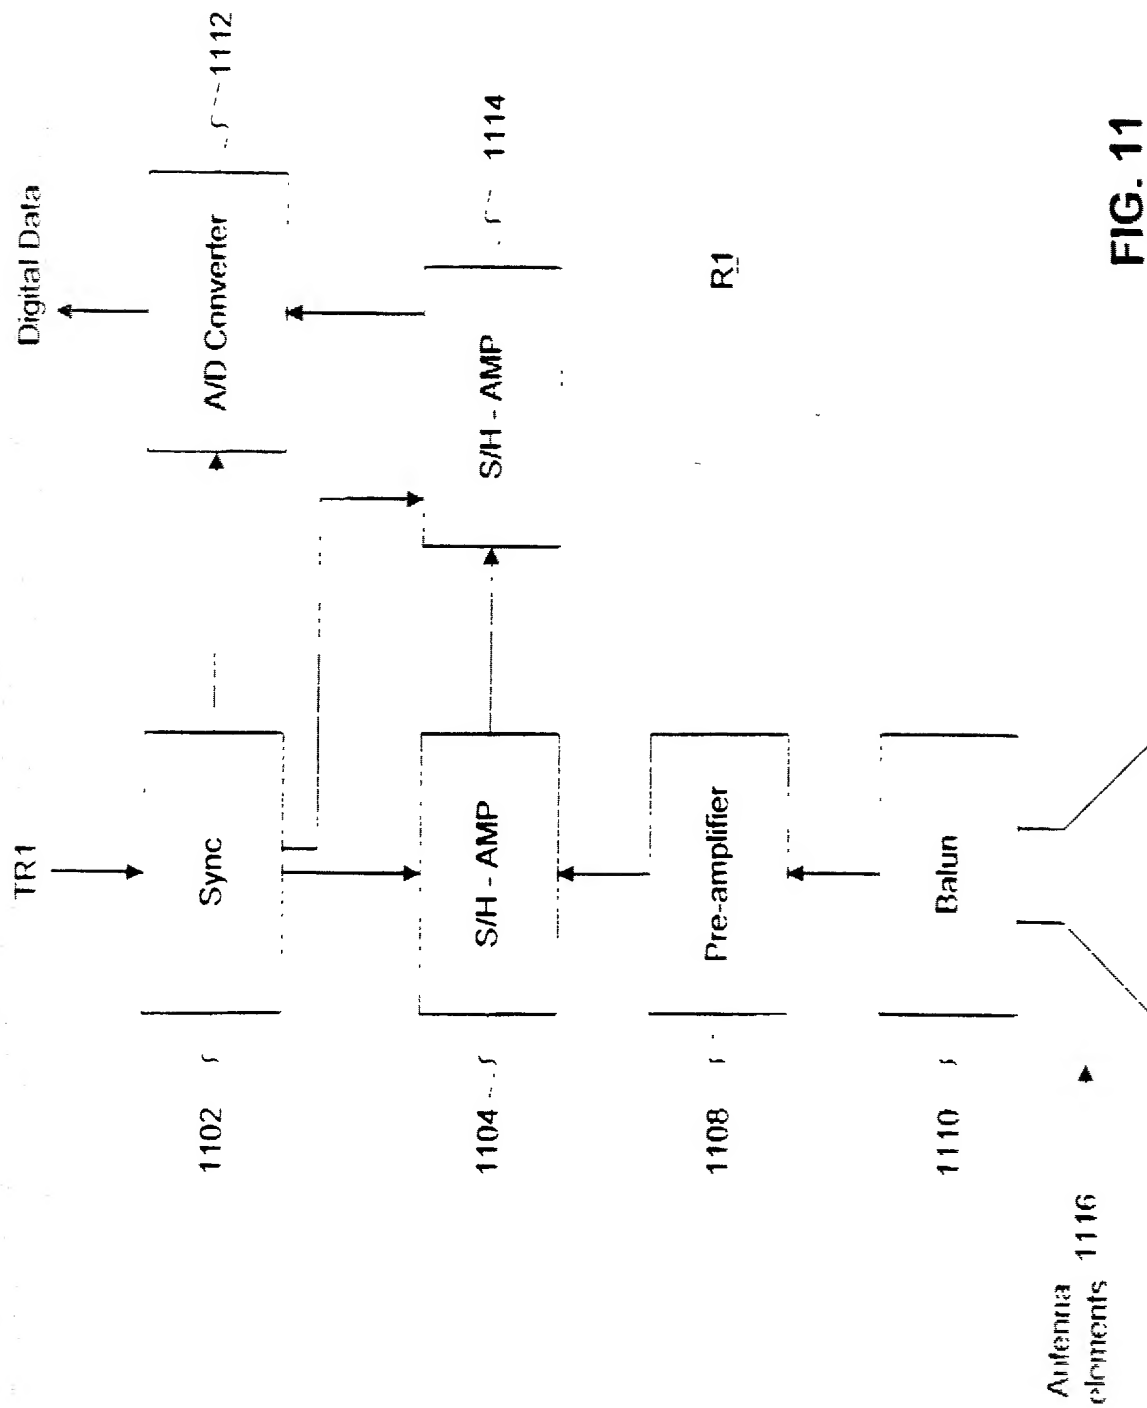 TR1
Digital Data
1102
Sync
A/D Converter
1112
1104
S/H - AMP
S/H - AMP
1114
1108
Pre-amplifier
R1
1110
Balun
Antenna
elements 1116
FIG. 11